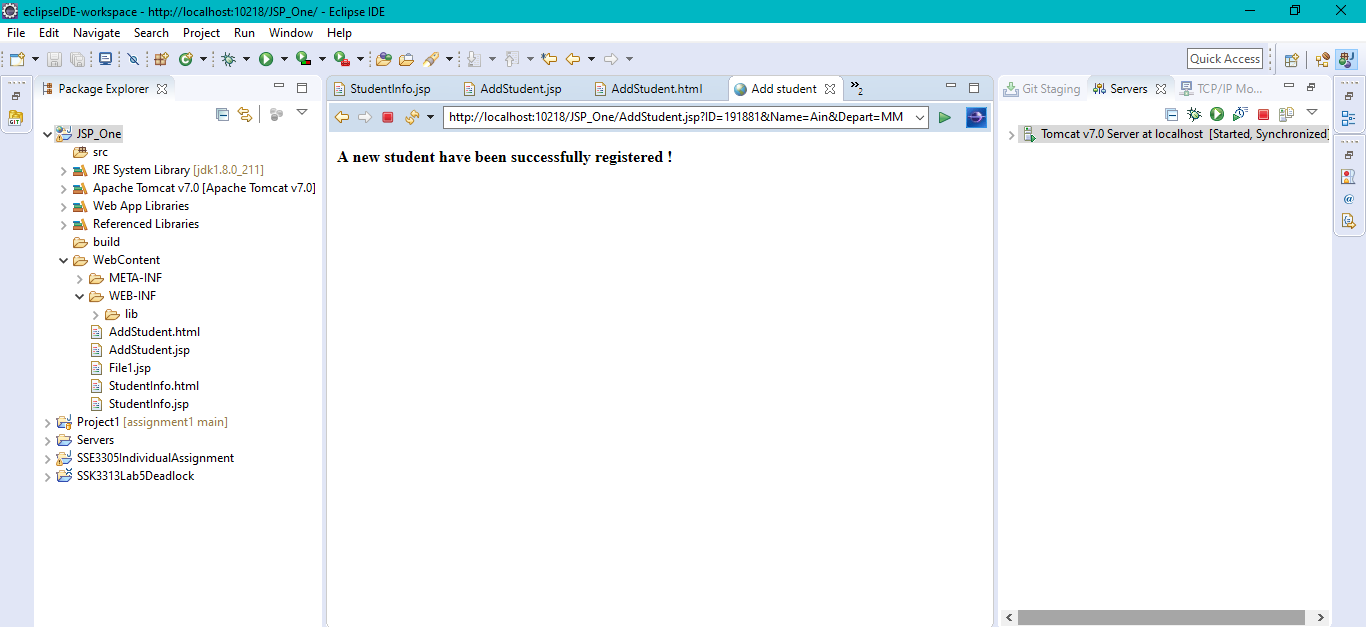 eclipseIDE-workspace - http://localhost:10218/JSP_One/ - Eclipse IDE
File Edit Navigate Search Project Run Window Help
Quick Access
Package Explorer
StudentInfo.jsp AddStudent.jsp AddStudent.html Add student »2
Git Staging Servers TCP/IP Mo...
GIT
http://localhost:10218/JSP_One/AddStudent.jsp?ID=191881&Name=Ain&Depart=MM
JSP_One
src
JRE System Library [jdk1.8.0_211]
Apache Tomcat v7.0 [Apache Tomcat v7.0]
Web App Libraries
Referenced Libraries
build
WebContent
META-INF
WEB-INF
lib
AddStudent.html
AddStudent.jsp
File1.jsp
StudentInfo.html
StudentInfo.jsp
Project1 [assignment1 main]
Servers
SSE3305IndividualAssignment
SSK3313Lab5Deadlock
A new student have been successfully registered !
Tomcat v7.0 Server at localhost [Started, Synchronized]
@